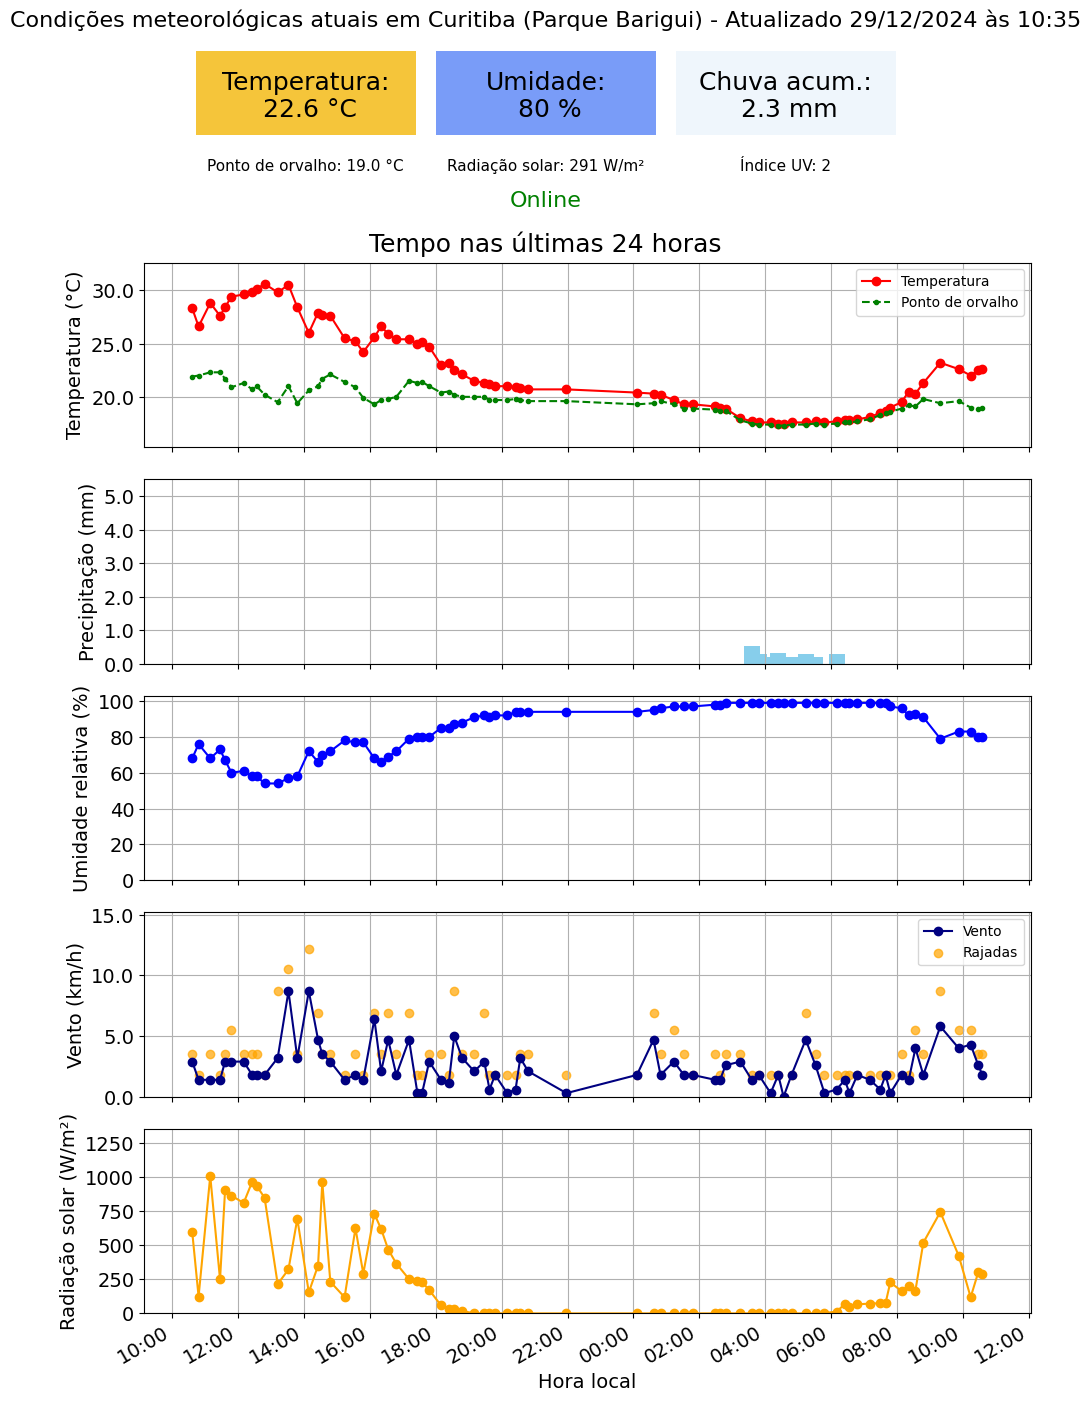 Condições meteorológicas atuais em Curitiba (Parque Barigui) - Atualizado 29/12/2024 às 10:35
Temperatura:
22.6 °C
Umidade:
80 %
Chuva acum.:
2.3 mm
Ponto de orvalho: 19.0 °C
Radiação solar: 291 W/m²
Índice UV: 2
Online
Tempo nas últimas 24 horas
Temperatura (°C)
30.0
25.0
20.0
Temperatura
Ponto de orvalho
Precipitação (mm)
5.0
4.0
3.0
2.0
1.0
0.0
Umidade relativa (%)
100
80
60
40
20
0
Vento (km/h)
15.0
10.0
5.0
0.0
Vento
Rajadas
Radiação solar (W/m²)
1250
1000
750
500
250
0
10:00
12:00
14:00
16:00
18:00
20:00
22:00
00:00
02:00
04:00
06:00
08:00
10:00
12:00
Hora local